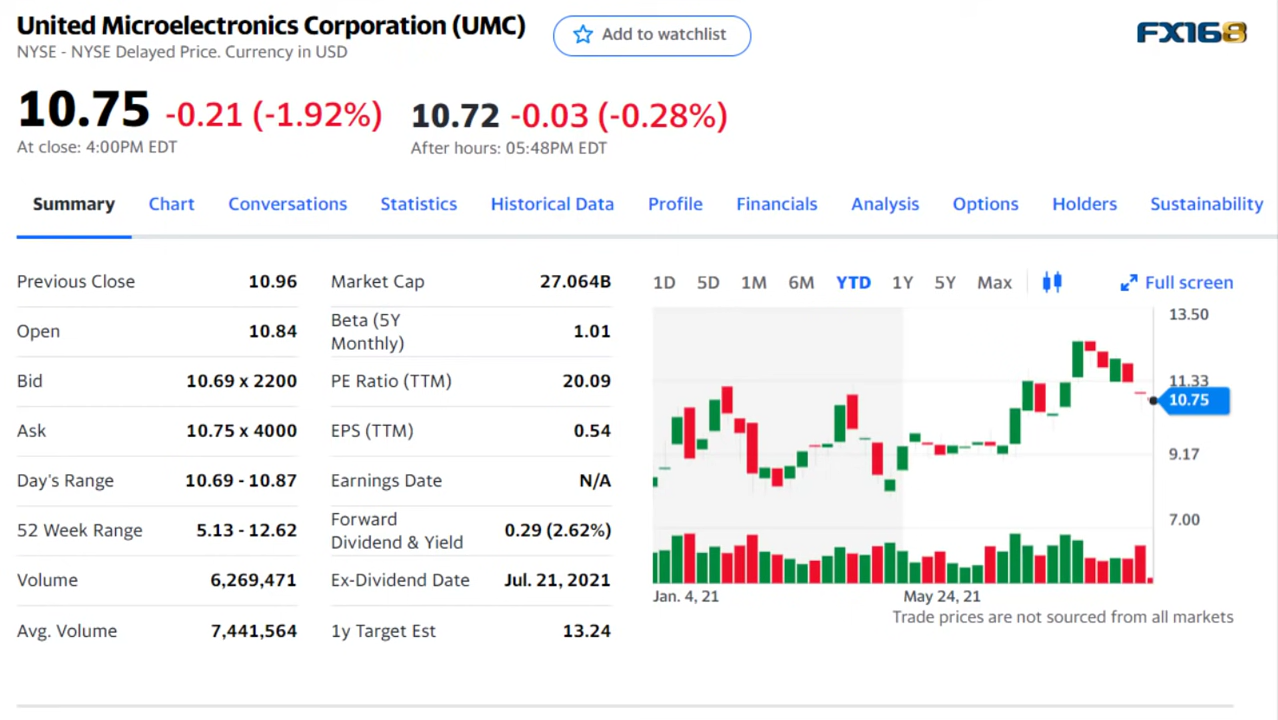 United Microelectronics Corporation (UMC)
Add to watchlist
FX168
NYSE - NYSE Delayed Price. Currency in USD
10.75 -0.21 (-1.92%)
10.72 -0.03 (-0.28%)
At close: 4:00PM EDT
After hours: 05:48PM EDT
Summary Chart Conversations Statistics Historical Data Profile Financials Analysis Options Holders Sustainability
Previous Close 10.96
Open 10.84
Bid 10.69 x 2200
Ask 10.75 x 4000
Day's Range 10.69 - 10.87
52 Week Range 5.13 - 12.62
Volume 6,269,471
Avg. Volume 7,441,564
Market Cap 27.064B
Beta (5Y
Monthly) 1.01
PE Ratio (TTM) 20.09
EPS (TTM) 0.54
Earnings Date N/A
Forward
Dividend & Yield 0.29 (2.62%)
Ex-Dividend Date Jul. 21, 2021
1y Target Est 13.24
1D 5D 1M 6M YTD 1Y 5Y Max Full screen
13.50
11.33
10.75
9.17
7.00
Jan. 4, 21 May 24, 21
Trade prices are not sourced from all markets